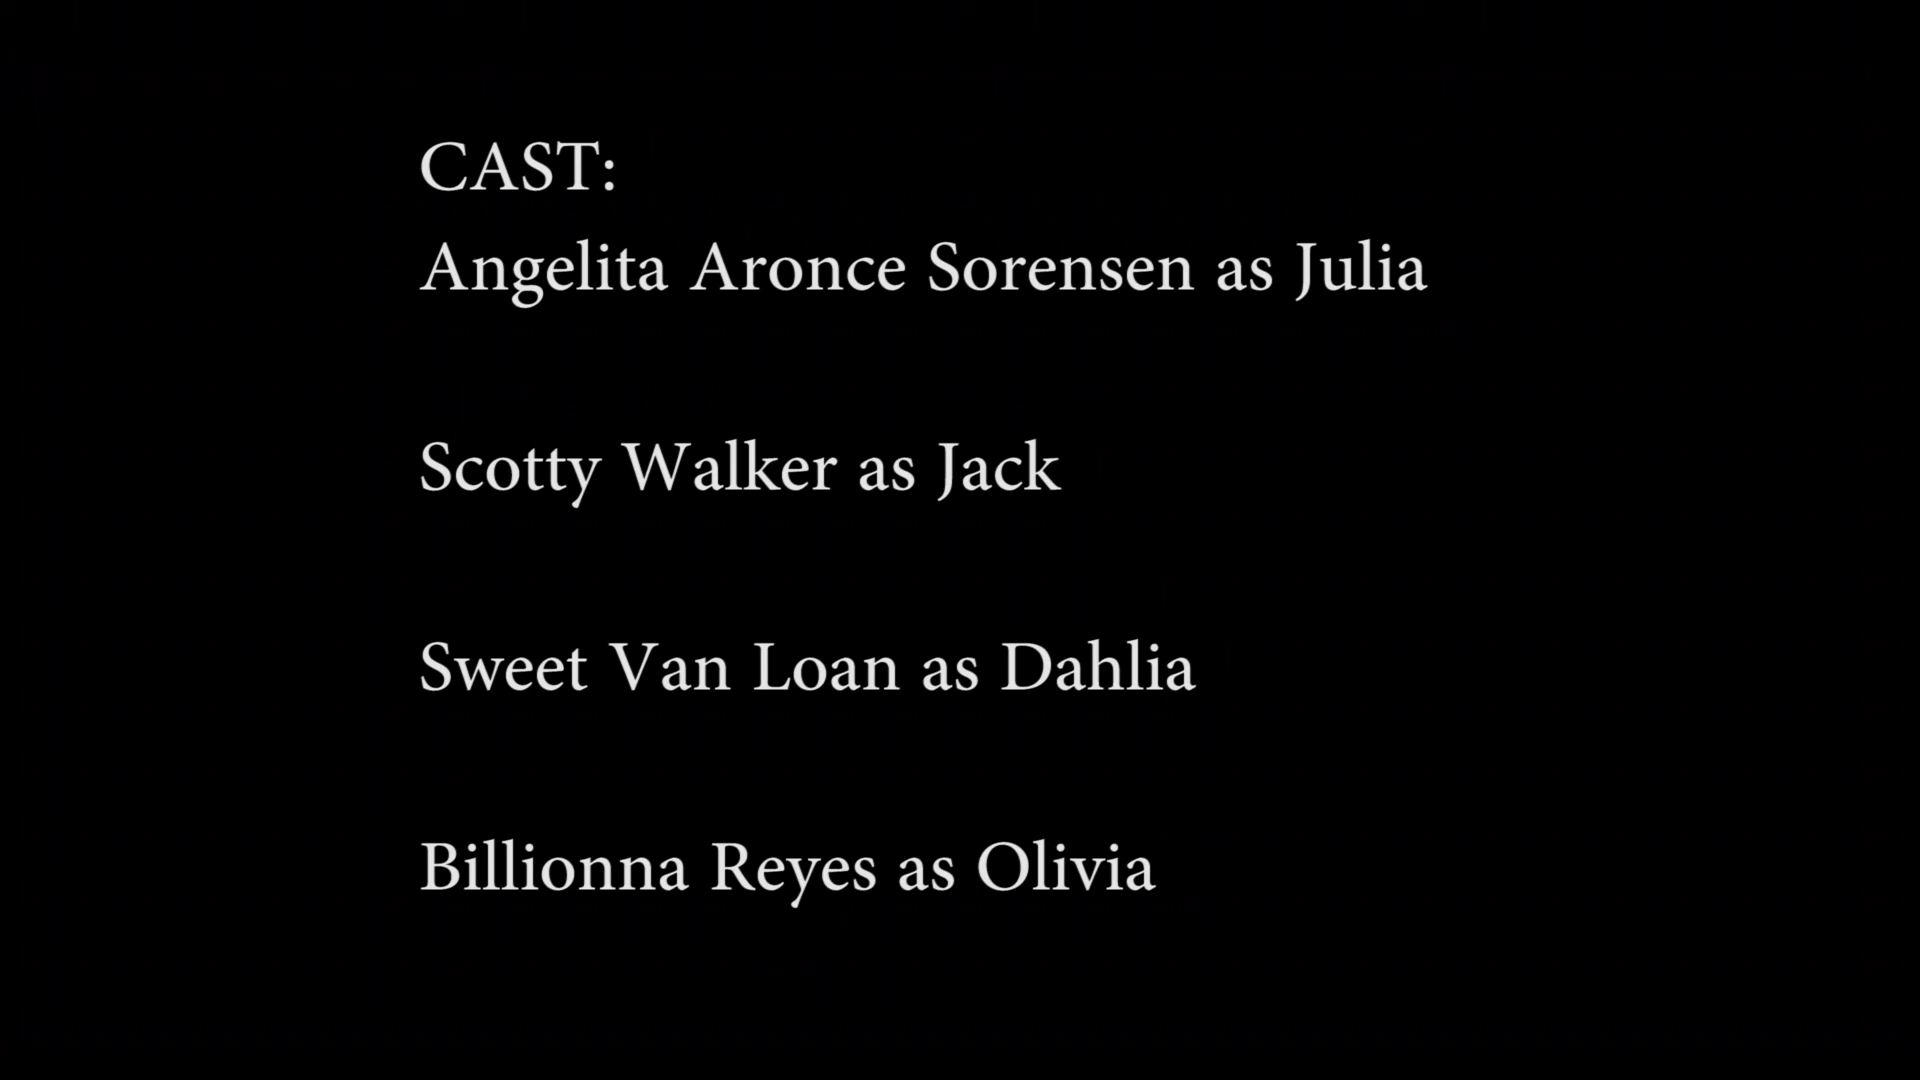 CAST:
Angelita Aronce Sorensen as Julia
Scotty Walker as Jack
Sweet Van Loan as Dahlia
Billionna Reyes as Olivia